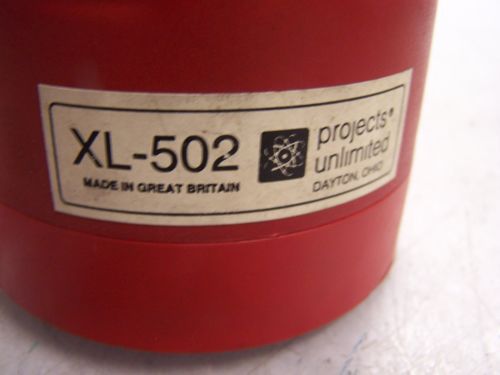 XL-502
MADE IN GREAT BRITAIN
projects®
unlimited
DAYTON, OHIO